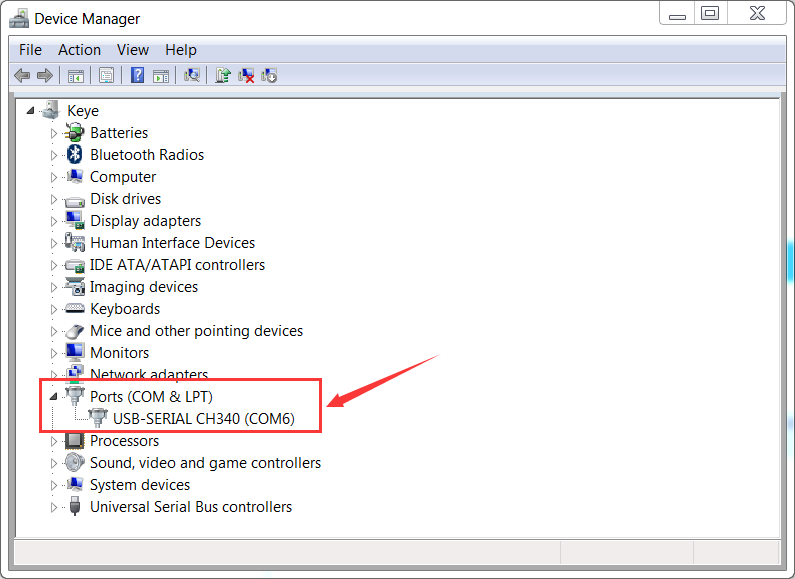 Device Manager
File Action View Help
Keye
Batteries
Bluetooth Radios
Computer
Disk drives
Display adapters
Human Interface Devices
IDE ATA/ATAPI controllers
Imaging devices
Keyboards
Mice and other pointing devices
Monitors
Network adapters
Ports (COM & LPT)
USB-SERIAL CH340 (COM6)
Processors
Sound, video and game controllers
System devices
Universal Serial Bus controllers